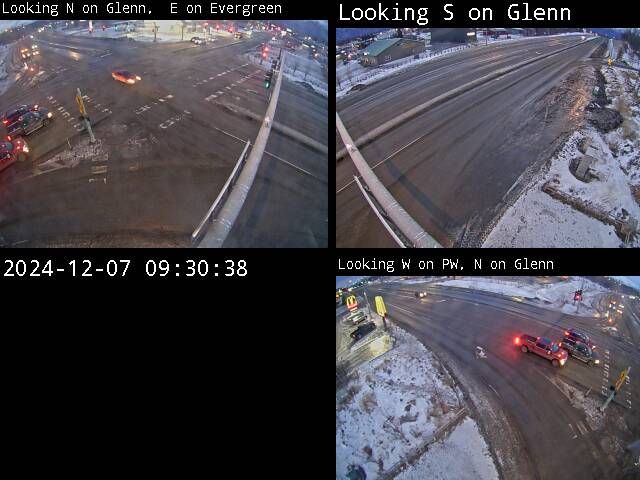 Looking N on Glenn,  E on Evergreen
Looking S on Glenn
2024-12-07 09:30:38
Looking W on PW, N on Glenn